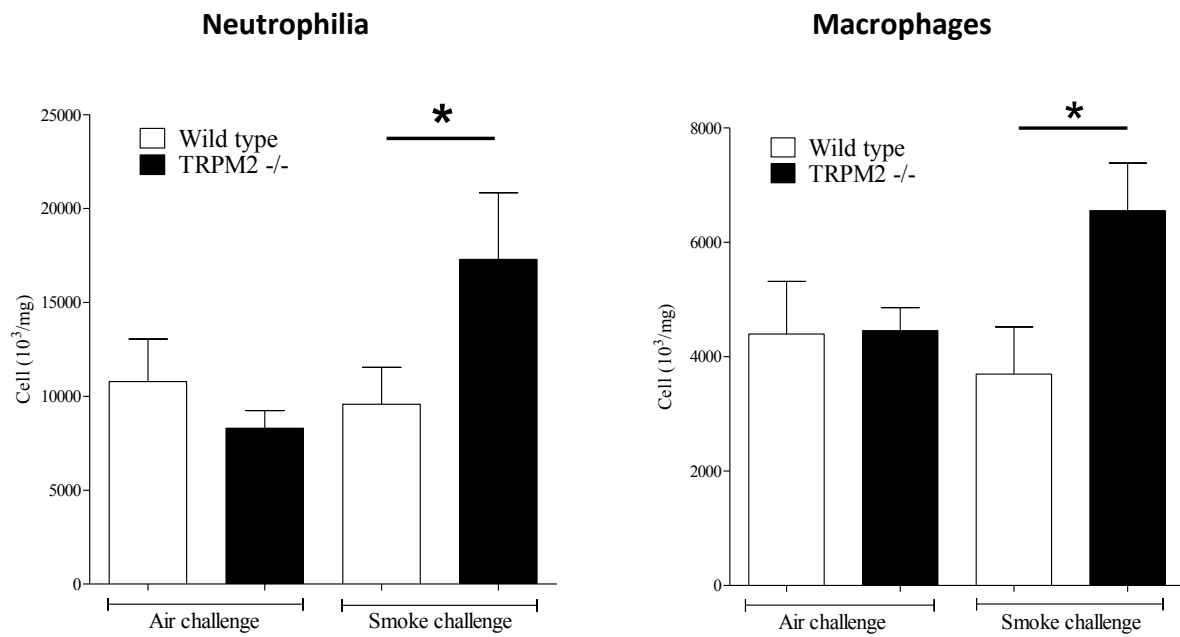 Neutrophilia
*
25000
20000
15000
10000
5000
0
Cell (10³/mg)
Wild type
TRPM2 -/-
Air challenge
Smoke challenge
Macrophages
*
8000
6000
4000
2000
0
Cell (10³/mg)
Wild type
TRPM2 -/-
Air challenge
Smoke challenge